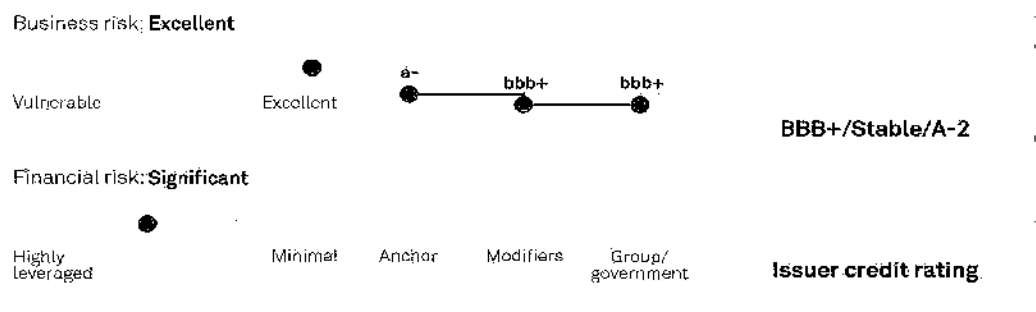 Business risk: Excellent
a-
bbb+
bbb+
Vulnerable
Excellent
BBB+/Stable/A-2
Financial risk: Significant
Highly
leveraged
Minimal
Anchor
Modifiers
Group/
government
Issuer credit rating